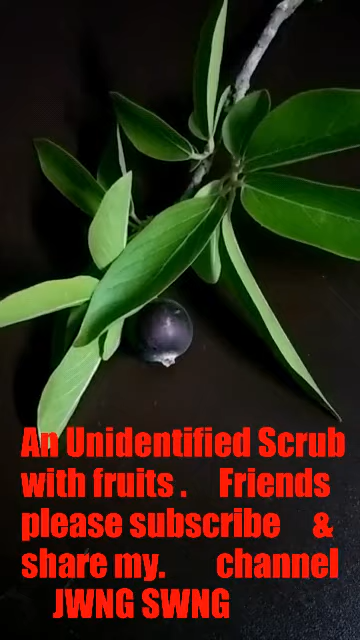 An Unidentified Scrub
with fruits . Friends
please subscribe &
share my. channel
JWNG SWNG